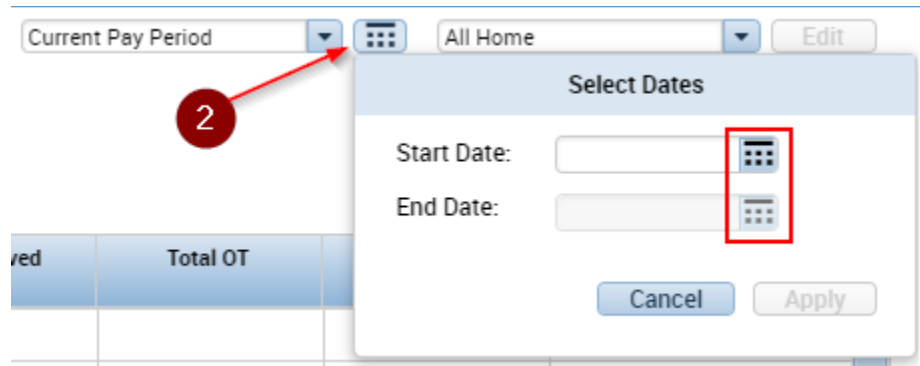 Current Pay Period All Home Edit
Select Dates
2
Start Date:
End Date:
ved Total OT
Cancel Apply